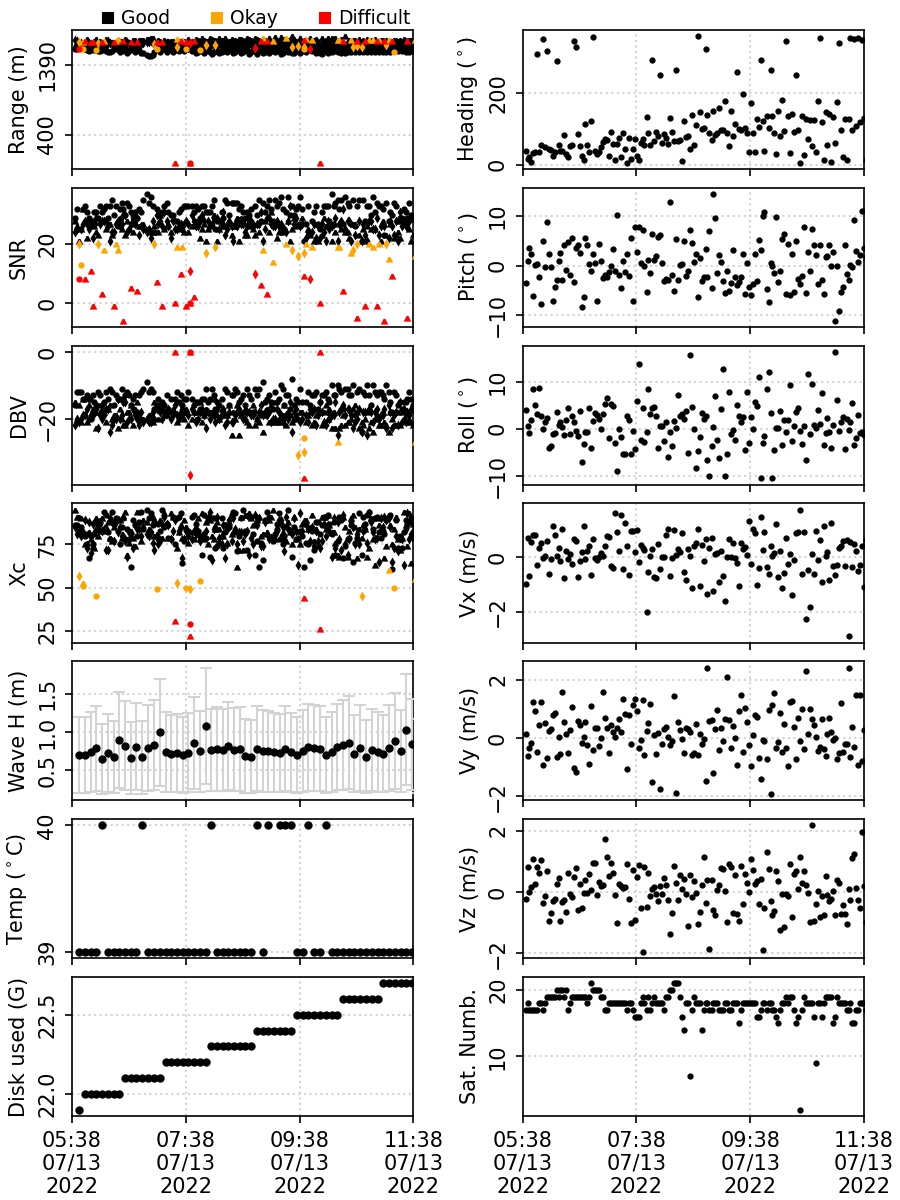 Good Okay Difficult
Range (m)
1390
400
Heading (°)
200
0
SNR
20
0
Pitch (°)
10
0
−10
DBV
0
−20
Roll (°)
10
0
−10
Xc
75
50
25
Vx (m/s)
0
−2
Wave H (m)
1.5
1.0
0.5
Vy (m/s)
2
0
−2
Temp (°C)
40
39
Vz (m/s)
2
0
−2
Disk used (G)
22.5
22.0
Sat. Numb.
20
10
05:38 07:38 09:38 11:38 05:38 07:38 09:38 11:38
07/13 07/13 07/13 07/13 07/13 07/13 07/13 07/13
2022 2022 2022 2022 2022 2022 2022 2022